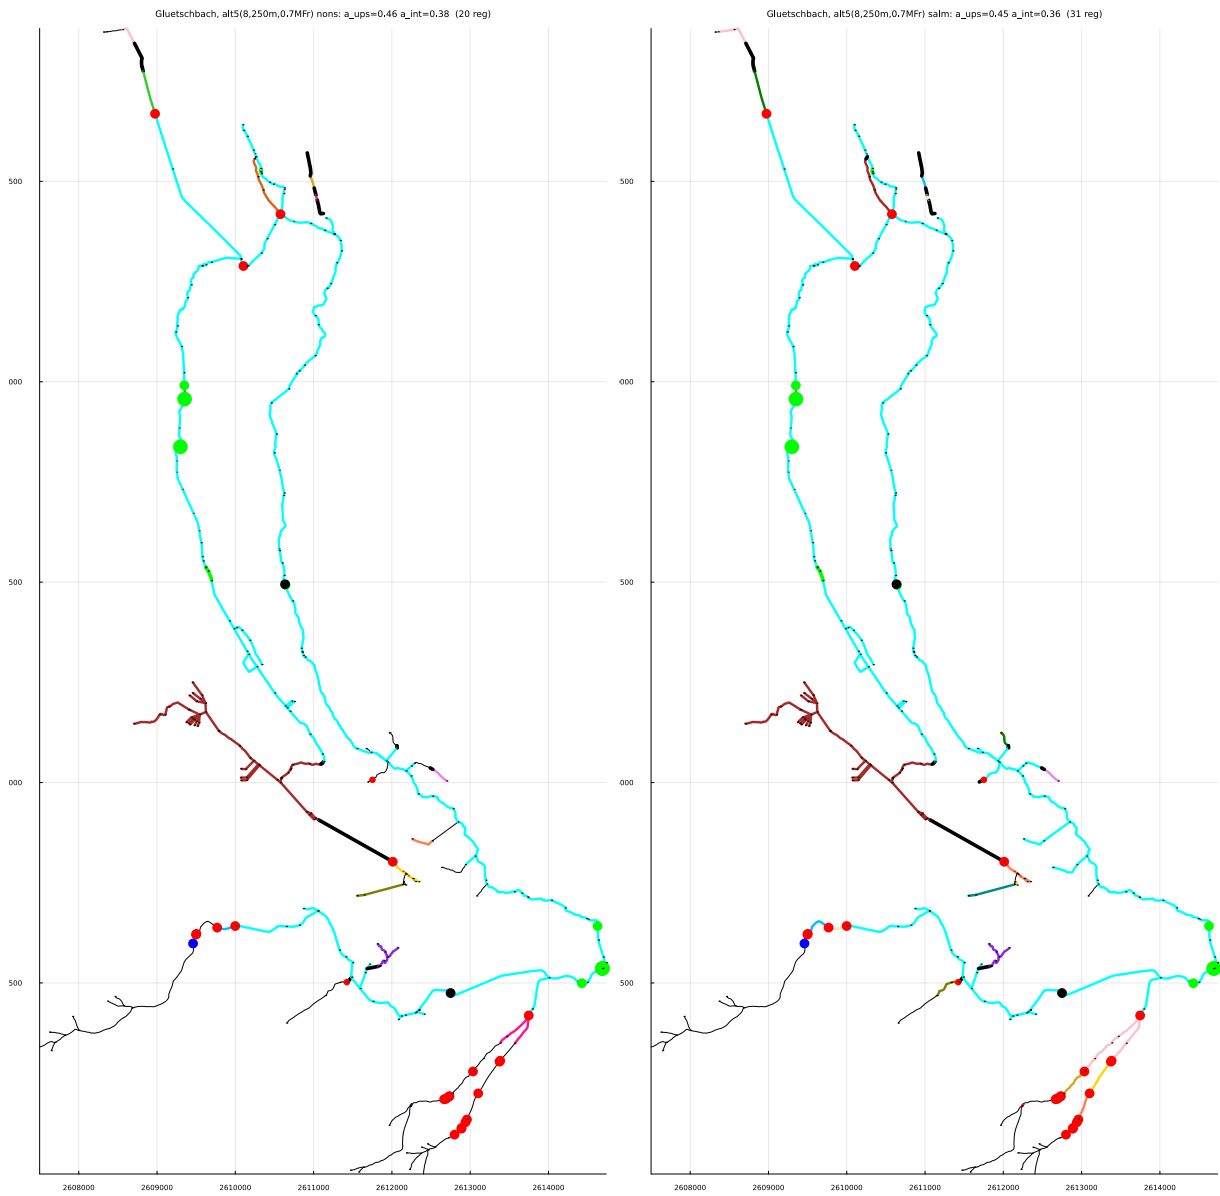 Gluetschbach, alt5(8,250m,0.7MFr) nons: a_ups=0.46 a_int=0.38 (20 reg)
Gluetschbach, alt5(8,250m,0.7MFr) salm: a_ups=0.45 a_int=0.36 (31 reg)
500
500
000
000
500
500
000
000
500
500
2608000 2609000 2610000 2611000 2612000 2613000 2614000
2608000 2609000 2610000 2611000 2612000 2613000 2614000